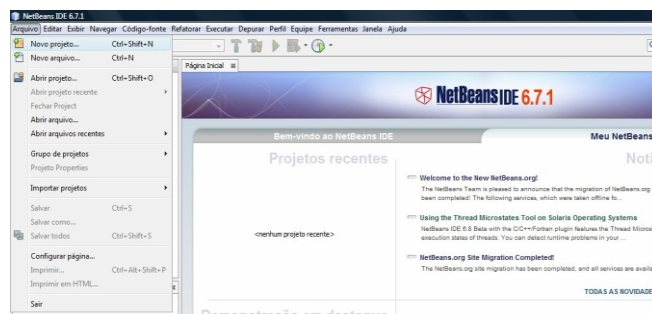 NetBeans IDE 6.7.1
Arquivo Editar Exibir Navegar Código-fonte Refatorar Executar Depurar Perfil Equipe Ferramentas Janela Ajuda
Novo projeto... Ctrl+Shift+N
Novo arquivo... Ctrl+N
Abrir projeto... Ctrl+Shift+O
Abrir projeto recente
Fechar Project
Abrir arquivo...
Abrir arquivos recentes
Grupo de projetos
Projeto Properties
Importar projetos
Salvar Ctrl+S
Salvar como...
Salvar todos Ctrl+Shift+S
Configurar página...
Imprimir... Ctrl+Alt+Shift+P
Imprimir em HTML...
Sair
Página Inicial
NetBeans IDE 6.7.1
Bem-vindo ao NetBeans IDE
Meu NetBeans
Projetos recentes
<nenhum projeto recente>
Noti
Welcome to the New NetBeans.org!
The NetBeans Team is pleased to announce that the migration of NetBeans.org
been completed! The following services, which were taken offline fo...
Using the Thread Microstates Tool on Solaris Operating Systems
NetBeans IDE 6.8 Beta with the C/C++/Fortran plugin features the Thread Micros
execution states of threads. You can detect runtime problems in your ...
NetBeans.org Site Migration Completed!
The NetBeans.org site migration has been completed, and all services are availa
TODAS AS NOVIDADE
Demonstração em destaque